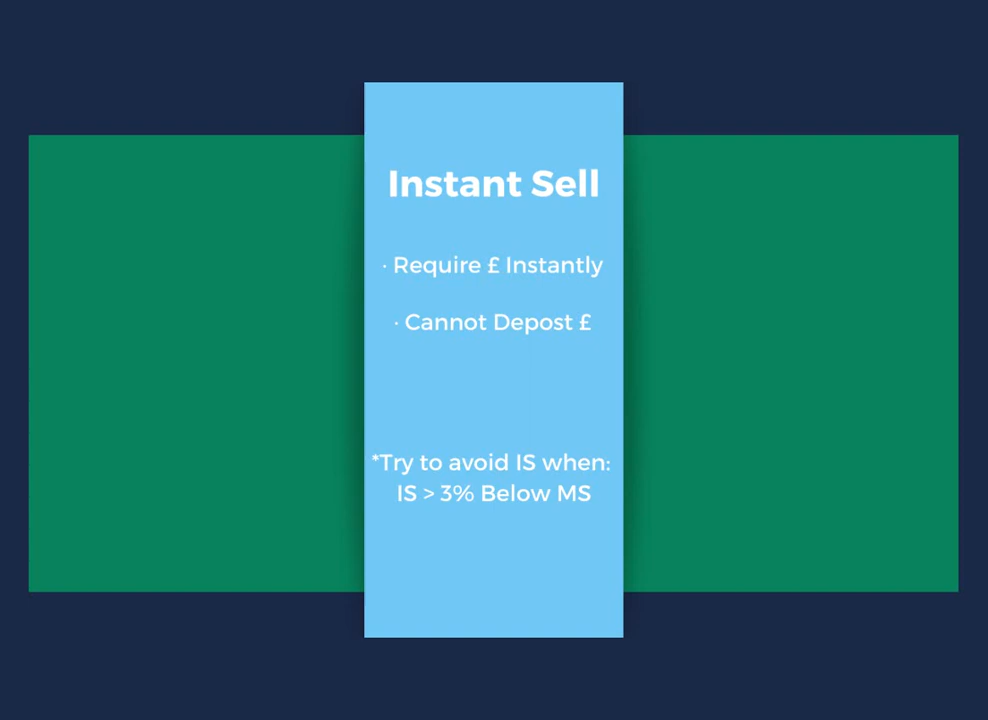 Instant Sell
· Require £ Instantly
· Cannot Depost £
*Try to avoid IS when:
IS > 3% Below MS